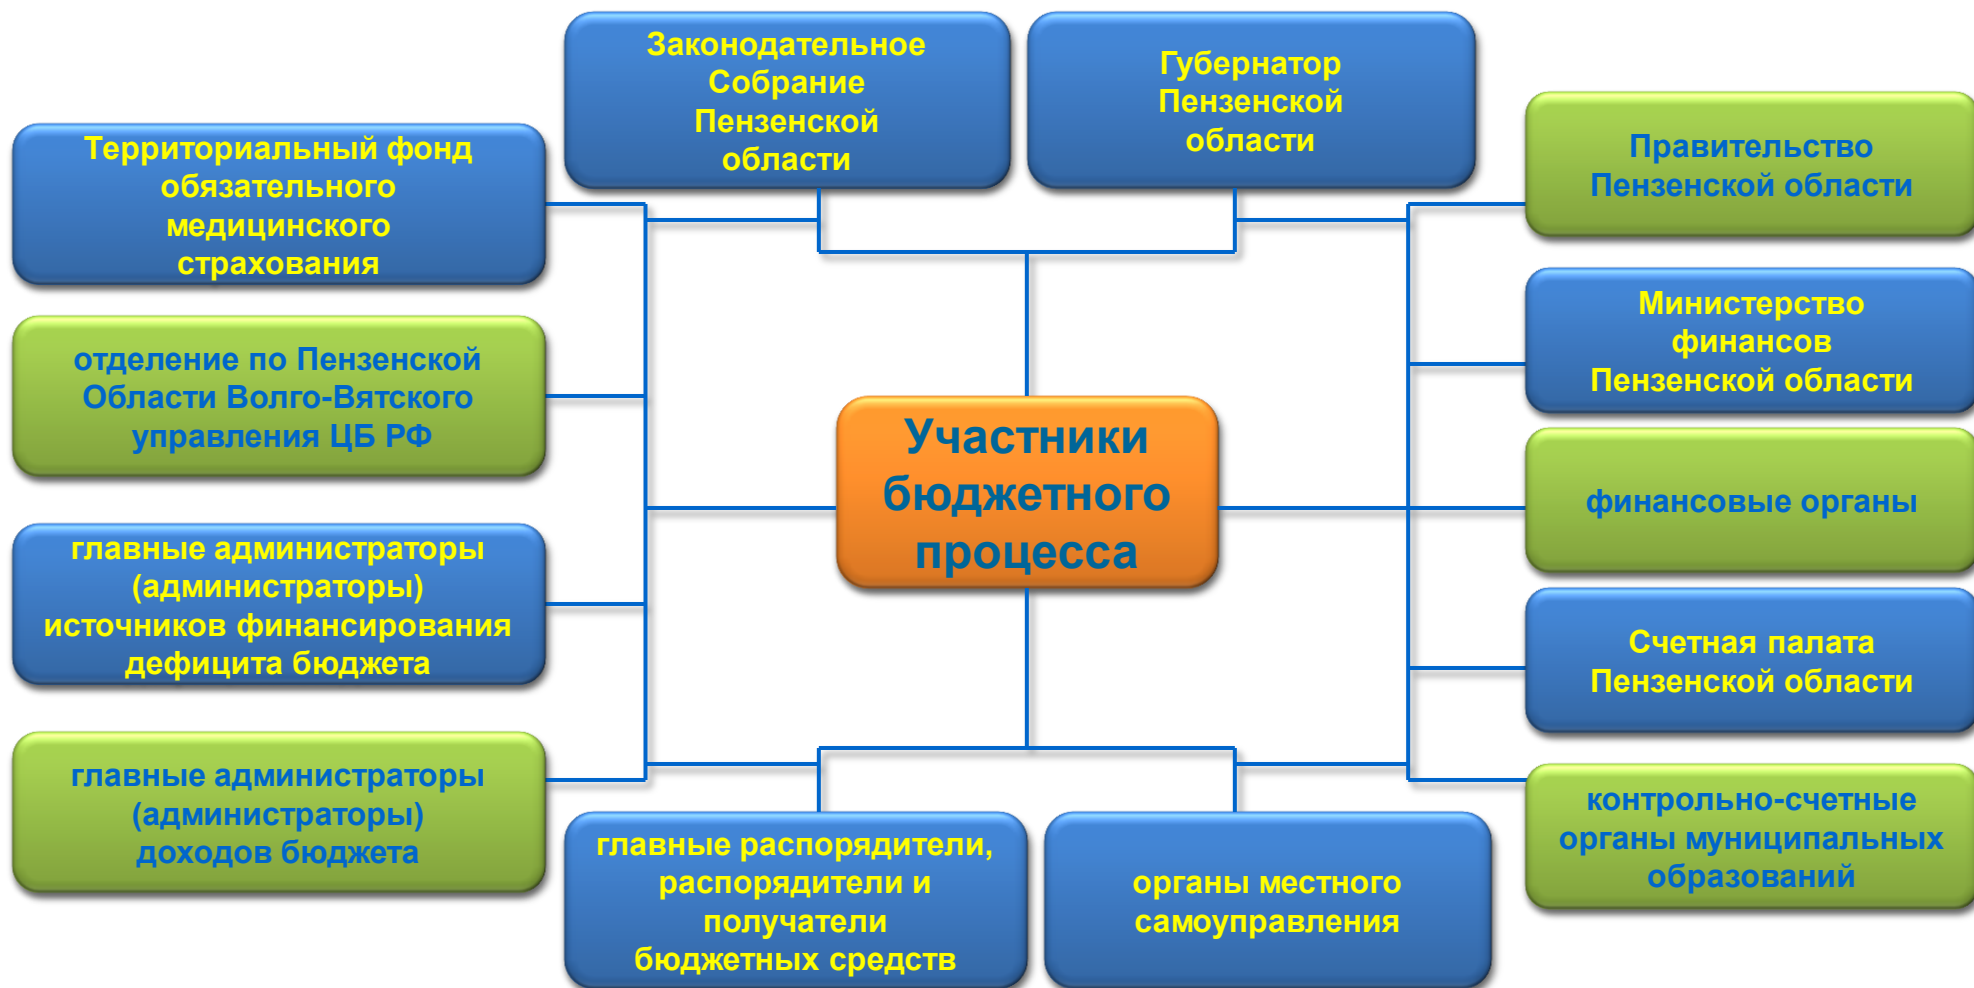 Законодательное
Собрание
Пензенской
области
Губернатор
Пензенской
области
Территориальный фонд
обязательного
медицинского
страхования
Правительство
Пензенской области
отделение по Пензенской
Области Волго-Вятского
управления ЦБ РФ
Министерство
финансов
Пензенской области
Участники
бюджетного
процесса
финансовые органы
главные администраторы
(администраторы)
источников финансирования
дефицита бюджета
Счетная палата
Пензенской области
главные администраторы
(администраторы)
доходов бюджета
главные распорядители,
распорядители и
получатели
бюджетных средств
органы местного
самоуправления
контрольно-счетные
органы муниципальных
образований